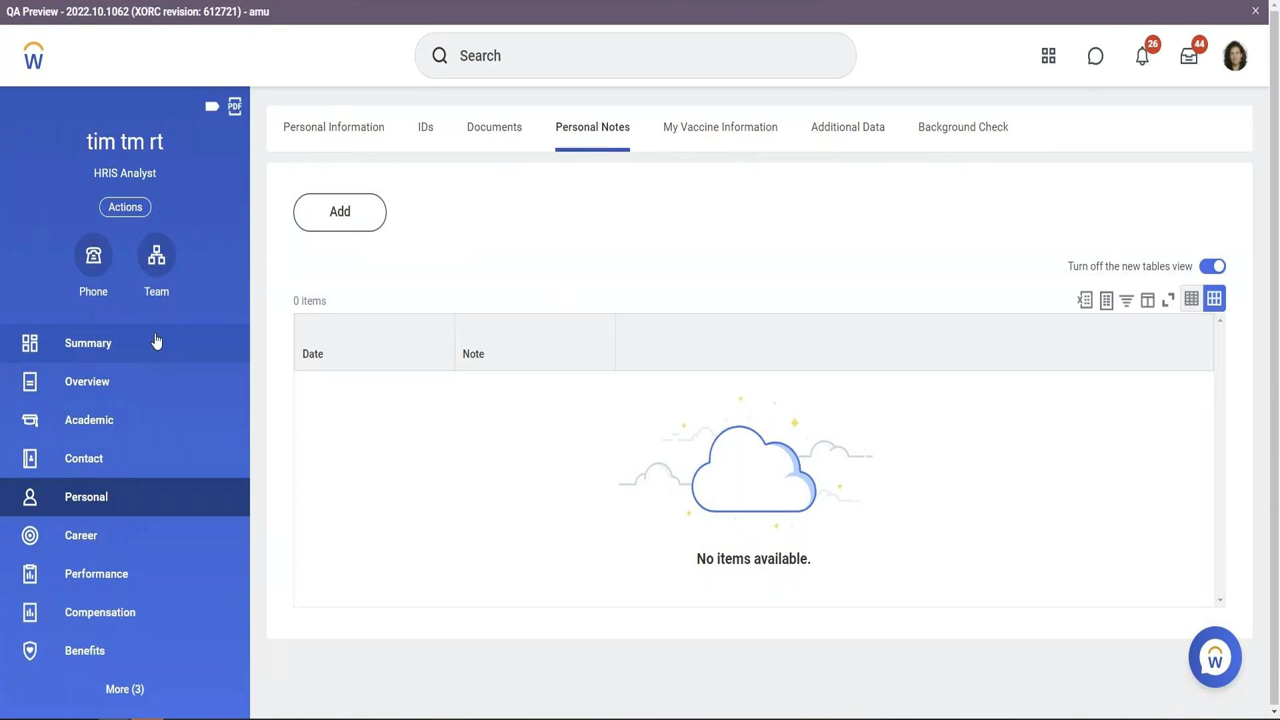 QA Preview - 2022.10.1062 (XORC revision: 612721) - amu
Search
26
44
PDF
tim tm rt
HRIS Analyst
Actions
Phone
Team
Summary
Overview
Academic
Contact
Personal
Career
Performance
Compensation
Benefits
More (3)
Personal Information
IDs
Documents
Personal Notes
My Vaccine Information
Additional Data
Background Check
Add
Turn off the new tables view
0 items
Date
Note
No items available.